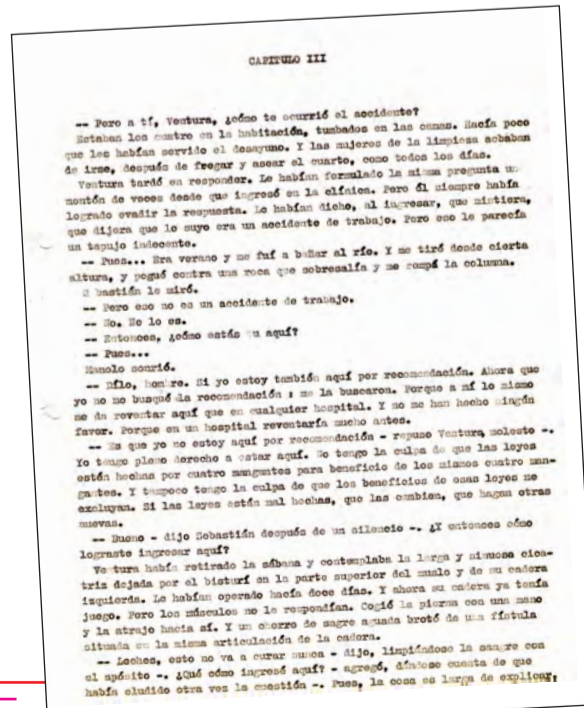 CAPITULO III
-- Pero a tí, Ventura, ¿cómo te ocurrió el accidente?
Estaban los cuatro en la habitación, tumbados en las camas. Hacía poco
que les habían servido el desayuno. Y las mujeres de la limpieza acababan
de irse, después de fregar y asear el cuarto, como todos los días.
Ventura tardó en responder. Le habían formulado la misma pregunta un
montón de veces desde que ingresó en la clínica. Pero él siempre había
logrado evadir la respuesta. Le habían dicho, al ingresar, que mintiera,
que dijera que lo suyo era un accidente de trabajo. Pero eso le parecía
un tapujo indecente.
-- Pues... Era verano y me fuí a bañar al río. Y me tiré desde cierta
altura, y pegué contra una roca que sobresalía y me rompí la columna.
S bastián le miró.
-- Pero eso no es un accidente de trabajo.
-- No. No lo es.
-- Entonces, ¿cómo estás tu aquí?
-- Pues...
Manolo sonrió.
-- Dílo, hombre. Si yo estoy también aquí por recomendación. Ahora que
yo no me busqué la recomendación : me la buscaron. Porque a mí lo mismo
me da reventar aquí que en cualquier hospital. Y no me han hecho ningún
favor. Porque en un hospital reventaría mucho antes.
-- Es que yo no estoy aquí por recomendación - repuso Ventura, molesto -.
Yo tengo pleno derecho a estar aquí. No tengo la culpa de que las leyes
estén hechas por cuatro mangantes para beneficio de los mismos cuatro man-
gantes. Y tampoco tengo la culpa de que los beneficios de esas leyes me
excluyan. Si las leyes están mal hechas, que las cambien, que hagan otras
nuevas.
-- Bueno - dijo Sebastián después de un silencio -. ¿Y entonces cómo
lograste ingresar aquí?
Ventura había retirado la sábana y contemplaba la larga y sinuosa cica-
triz dejada por el bisturí en la parte superior del muslo y de su cadera
izquierda. Le habían operado hacía doce días. Y ahora su cadera ya tenía
juego. Pero los músculos no le respondían. Cogió la pierna con una mano
y la atrajo hacia sí. Y un chorro de sagre aguada brotó de una fístula
situada en la misma articulación de la cadera.
-- Leches, esto no va a curar nunca - dijo, limpiándose la sangre con
el apósito -. ¿Qué cómo ingresé aquí? - agregó, dándose cuenta de que
había eludido otra vez la cuestión -. Pues, la cosa es larga de explicar,